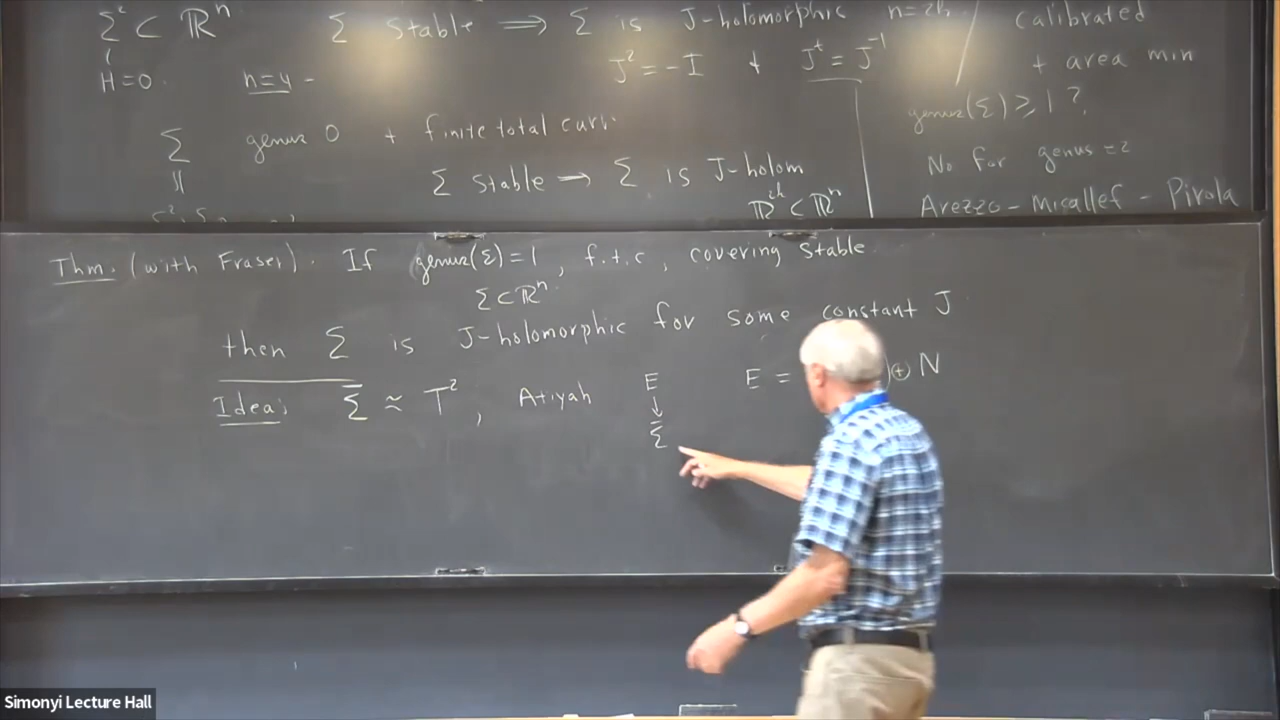 Σ² ⊂ ℝⁿ Σ Stable ⟹ Σ is J-holomorphic n=2k / calibrated
H=0. n=4 - J² = -I + Jᵗ = J⁻¹ + area min
genus(Σ) ≥ 1 ?
Σ genus 0 + finite total curv.
No for genus = 2
Σ Stable → Σ is J-holom
ℝ²ᵏ ⊂ ℝⁿ
Arezzo - Micallef - Pirola
Thm. (with Fraser). If genus(Σ) = 1, f.t.c, covering stable
Σ ⊂ ℝⁿ.
then Σ is J-holomorphic for some constant J
Idea: Σ̄ ≈ T², Atiyah E ↓ Σ̄ E = ⊕ N
Simonyi Lecture Hall